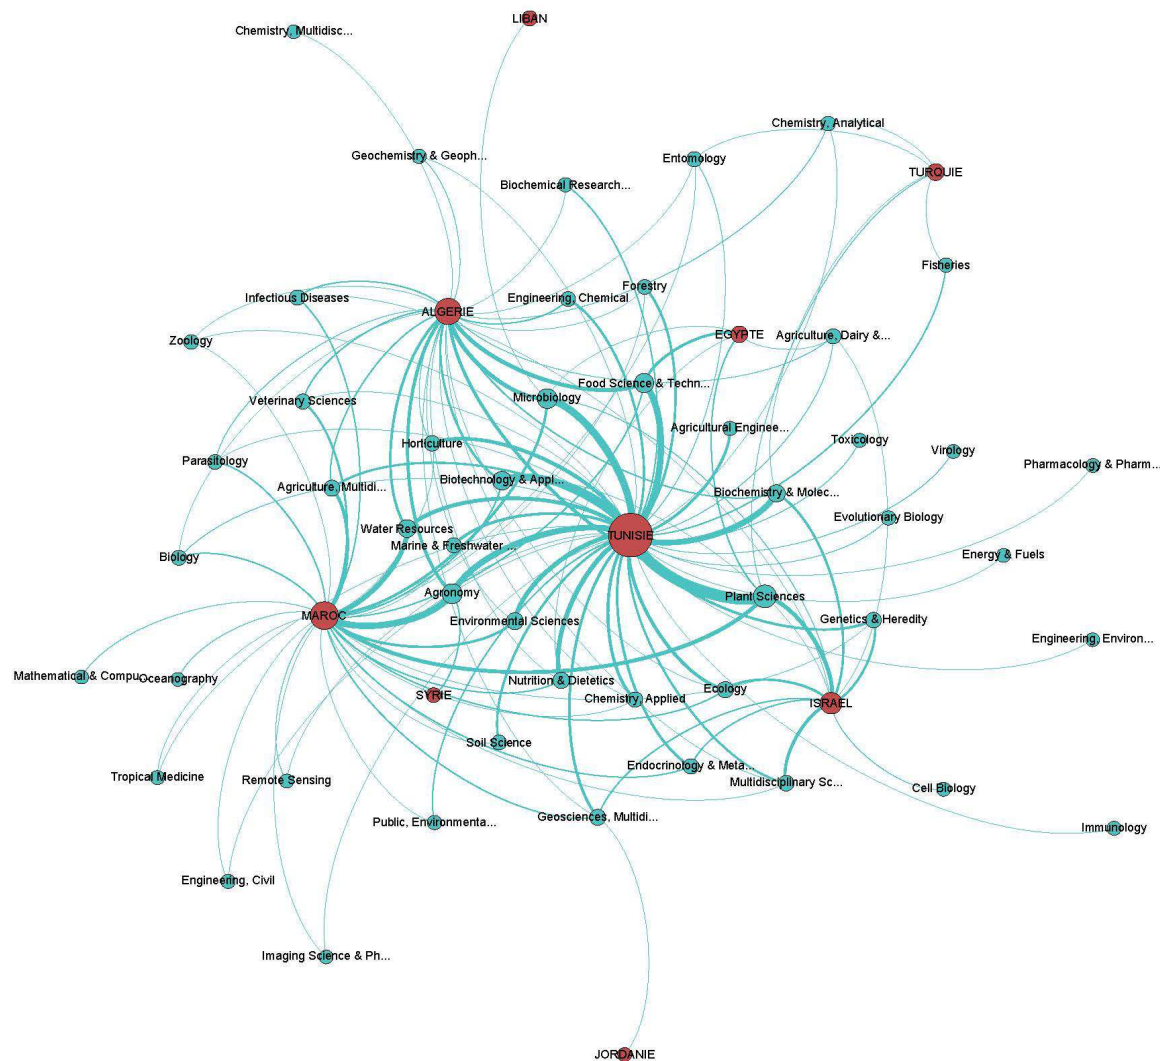 LIBAN
Chemistry, Multidisc...
Chemistry, Analytical
Geochemistry & Geoph...
Entomology
TURQUIE
Biochemical Research...
Fisheries
Forestry
Infectious Diseases
Engineering, Chemical
ALGERIE
EGYPTE
Agriculture, Dairy &...
Zoology
Food Science & Techn...
Microbiology
Veterinary Sciences
Agricultural Enginee...
Toxicology
Horticulture
Virology
Parasitology
Pharmacology & Pharm...
Biotechnology & Appl...
Agriculture, Multidi...
Biochemistry & Molec...
Evolutionary Biology
Water Resources
TUNISIE
Marine & Freshwater ...
Biology
Energy & Fuels
Agronomy
Plant Sciences
MAROC
Environmental Sciences
Genetics & Heredity
Engineering, Environ...
Mathematical & Compu...
Oceanography
Nutrition & Dietetics
SYRIE
Ecology
Chemistry, Applied
ISRAEL
Soil Science
Endocrinology & Meta...
Tropical Medicine
Remote Sensing
Multidisciplinary Sc...
Cell Biology
Geosciences, Multidi...
Public, Environmenta...
Immunology
Engineering, Civil
Imaging Science & Ph...
JORDANIE